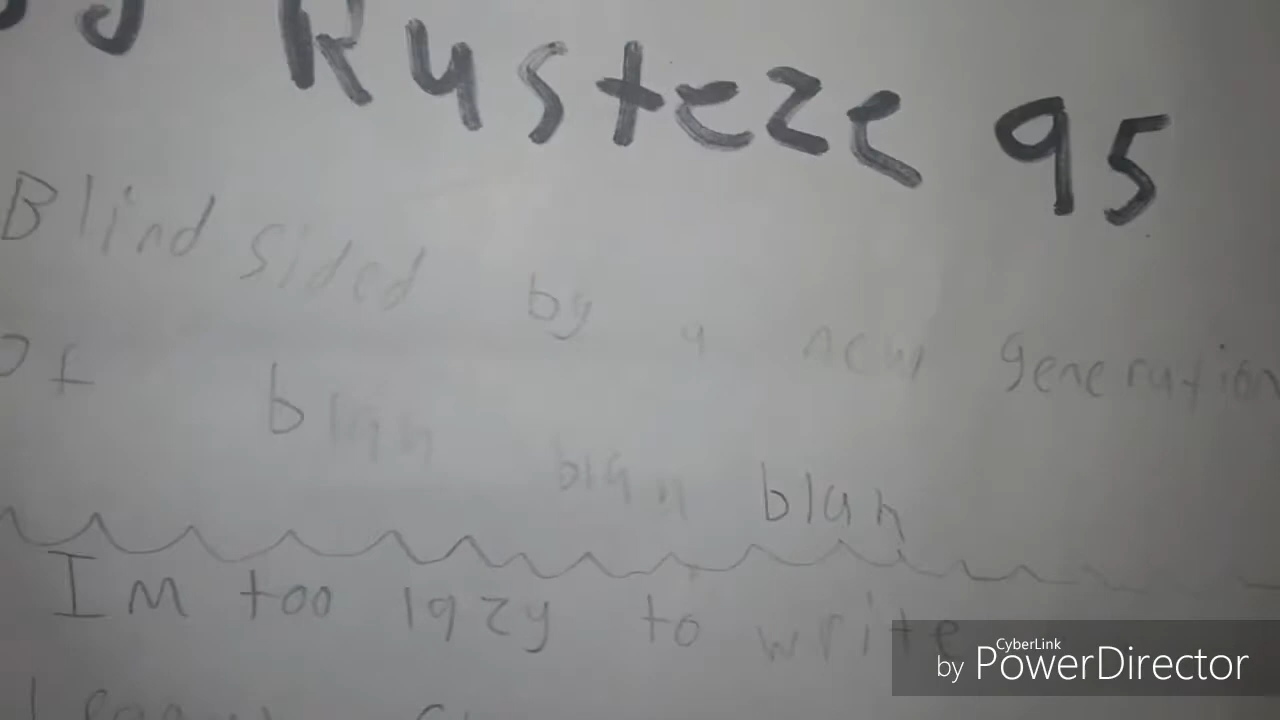 Rusteze 95
Blind sided by a new generation
of blah blah blah
Im too lazy to write
CyberLink
by PowerDirector